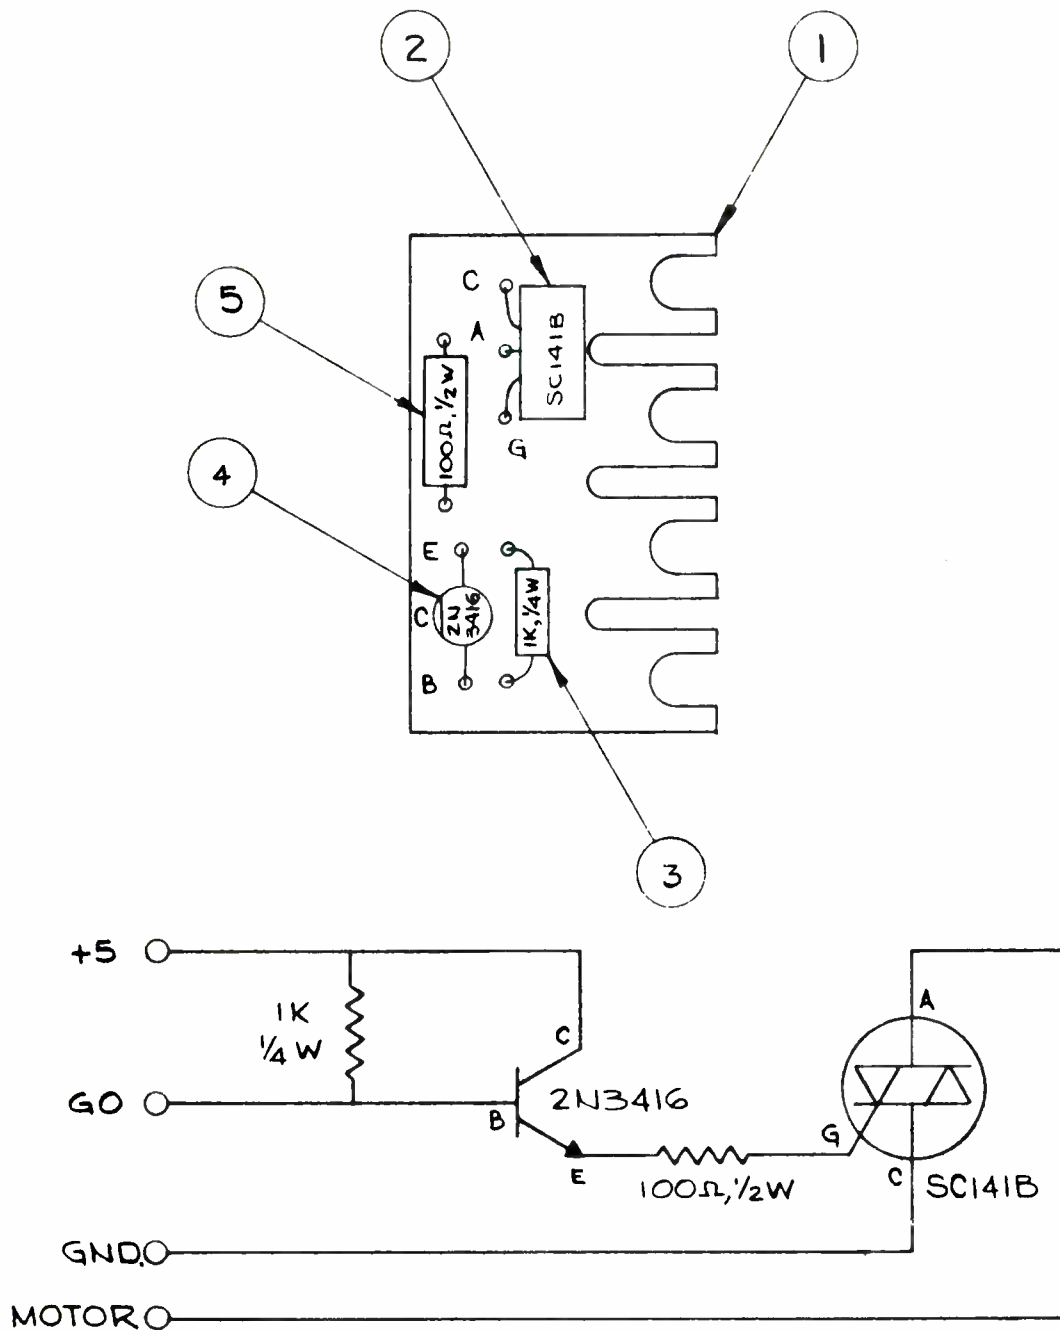 2
1
C
5
A
SC141B
100Ω, 1/2W
G
4
E
C
2N
3416
1K, 1/4W
B
3
+5
A
1K
1/4 W
C
GO
2N3416
B
G
E
C
100Ω, 1/2W
SC141B
GND.
MOTOR